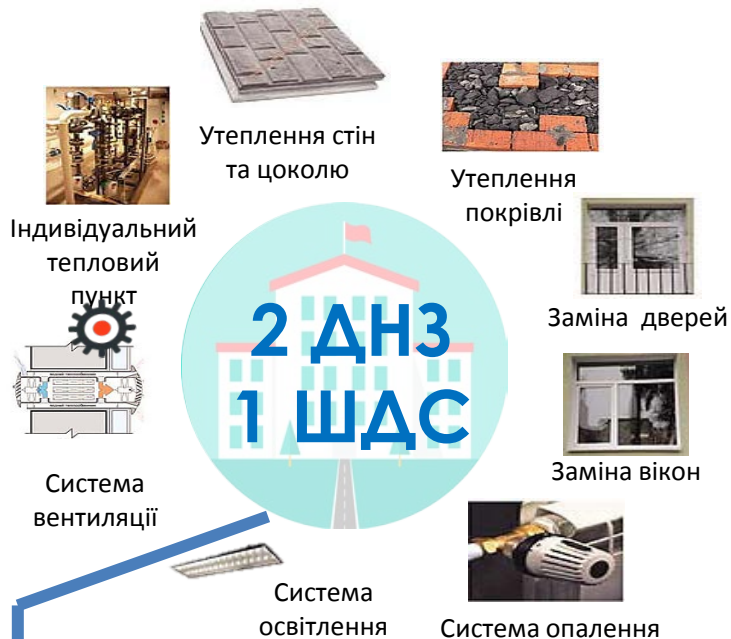 Утеплення стін
та цоколю
Утеплення
покрівлі
Індивідуальний
тепловий
пункт
2 ДНЗ
1 ШДС
Заміна дверей
Заміна вікон
Система
вентиляції
Система
освітлення
Система опалення